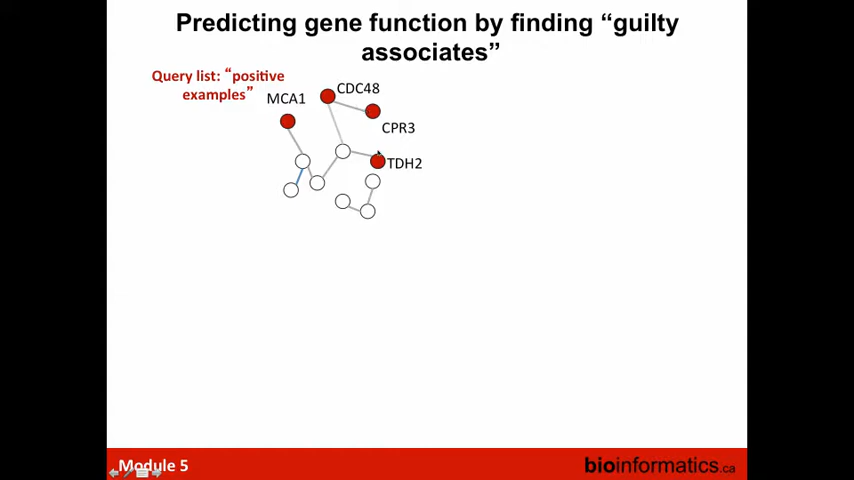 Predicting gene function by finding “guilty
associates”
Query list: “positive
examples”
MCA1
CDC48
CPR3
TDH2
Module 5
bioinformatics.ca